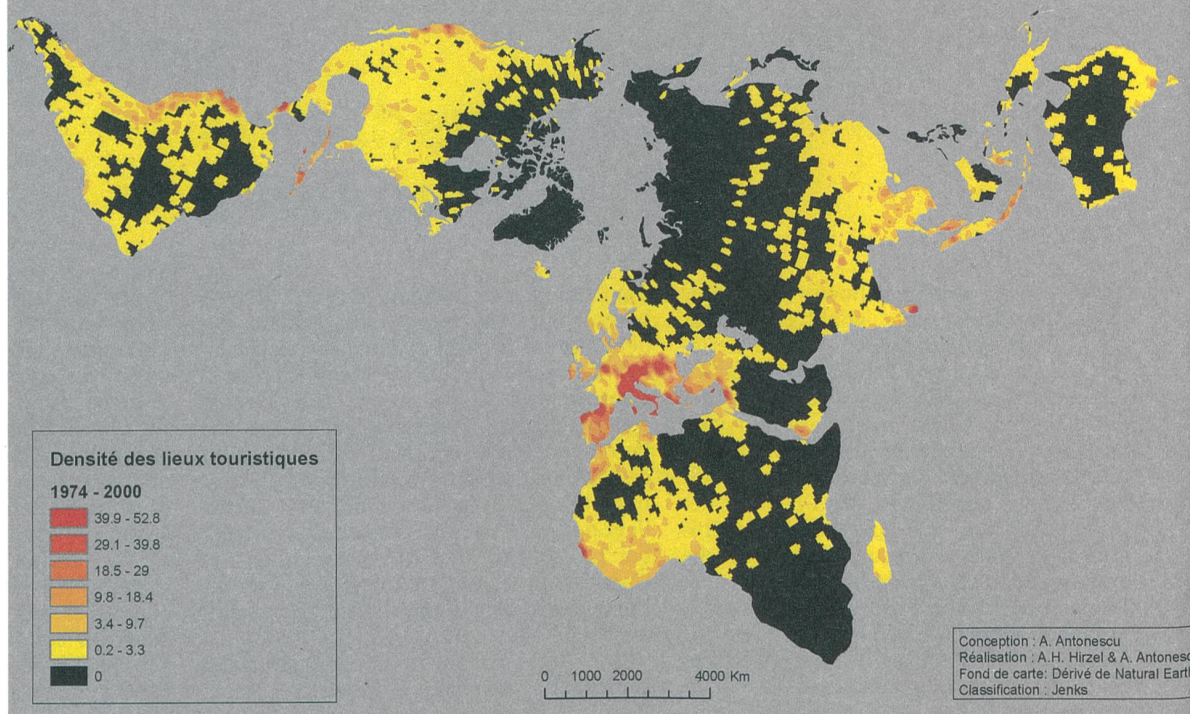 Densité des lieux touristiques
1974 - 2000
39.9 - 52.8
29.1 - 39.8
18.5 - 29
9.8 - 18.4
3.4 - 9.7
0.2 - 3.3
0
0 1000 2000 4000 Km
Conception : A. Antonescu
Réalisation : A.H. Hirzel & A. Antonesc
Fond de carte: Dérivé de Natural Earth
Classification : Jenks